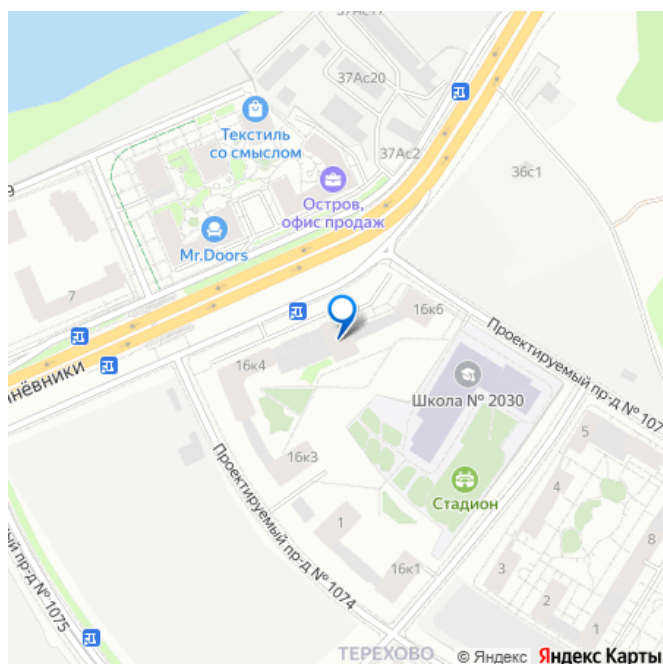 37Ас17
37Ас20
Текстиль
со смыслом
37Ас2
36с1
Остров,
офис продаж
Mr.Doors
7
16к6
16к4
Проектируемый пр-д № 107
Школа № 2030
нёвники
16к3
5
Стадион
4
Проектируемый пр-д № 1074
1
8
16к1
3
2
1
ый пр-д № 1075
ТЕРЕХОВО
© Яндекс Яндекс Карты